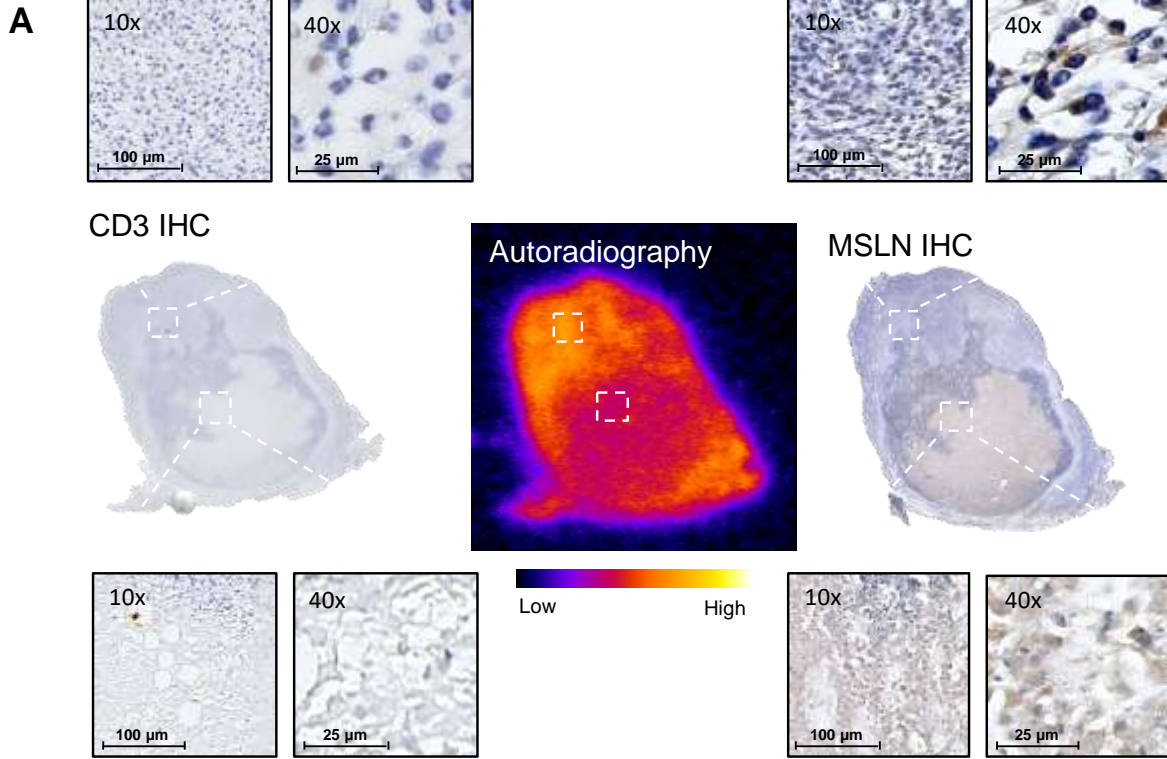 A
10x
40x
10x
40x
100 µm
25 µm
100 µm
25 µm
CD3 IHC
Autoradiography
MSLN IHC
Low
High
10x
40x
10x
40x
100 µm
25 µm
100 µm
25 µm